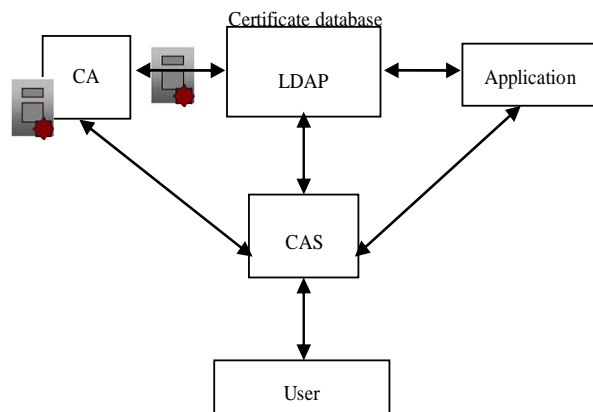 Certificate database
CA
LDAP
Application
CAS
User